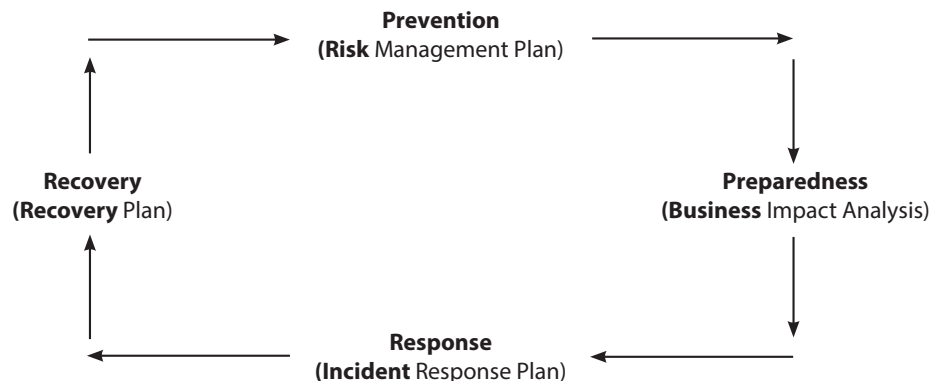 Prevention
(Risk Management Plan)
Recovery
(Recovery Plan)
Preparedness
(Business Impact Analysis)
Response
(Incident Response Plan)